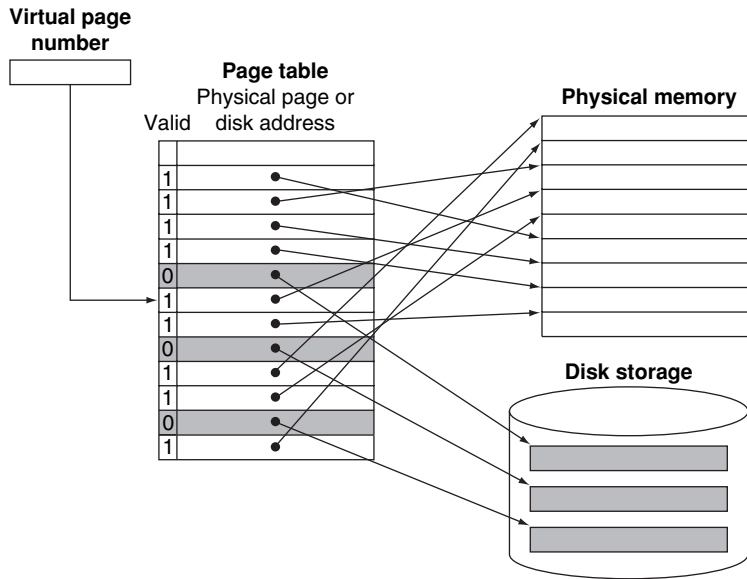 Virtual page
number
Page table
Physical page or
Valid disk address
Physical memory
1
1
1
1
0
1
1
0
1
1
0
1
Disk storage